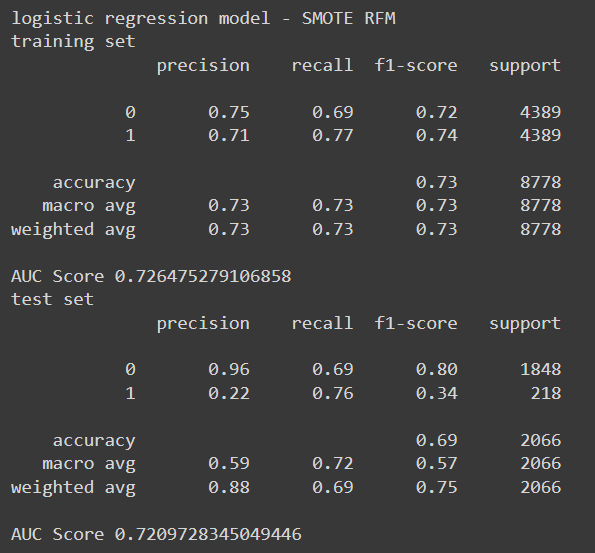 logistic regression model - SMOTE RFM
training set
precision recall f1-score support
0 0.75 0.69 0.72 4389
1 0.71 0.77 0.74 4389
accuracy 0.73 8778
macro avg 0.73 0.73 0.73 8778
weighted avg 0.73 0.73 0.73 8778
AUC Score 0.726475279106858
test set
precision recall f1-score support
0 0.96 0.69 0.80 1848
1 0.22 0.76 0.34 218
accuracy 0.69 2066
macro avg 0.59 0.72 0.57 2066
weighted avg 0.88 0.69 0.75 2066
AUC Score 0.7209728345049446